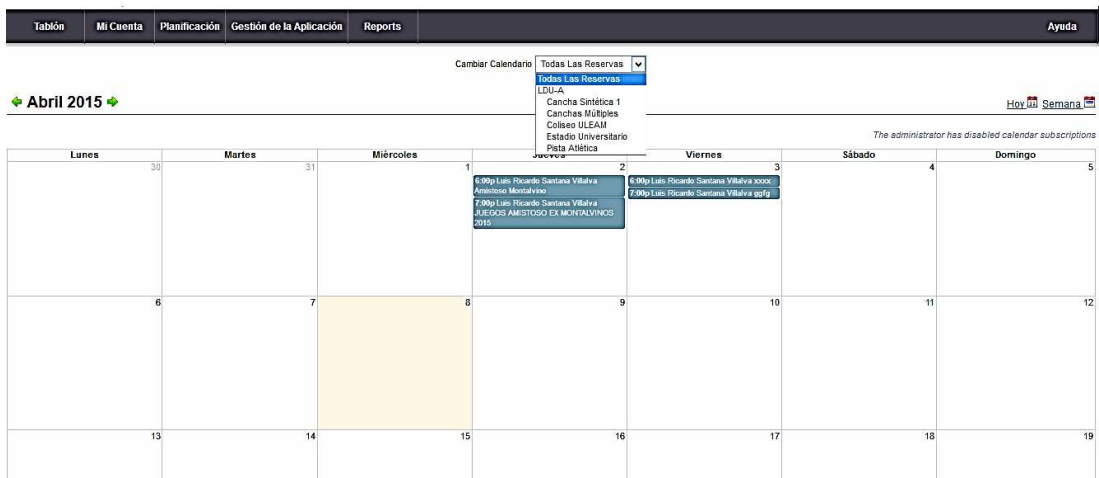 Tablón Mi Cuenta Planificación Gestión de la Aplicación Reports Ayuda
Cambiar Calendario Todas Las Reservas
Todas Las Reservas
LDU-A
Cancha Sintética 1
Canchas Múltiples
Coliseo ULEAM
Estadio Universitario
Pista Atlética
Abril 2015
Hoy Semana
The administrator has disabled calendar subscriptions
Lunes Martes Miércoles Jueves Viernes Sábado Domingo
30 31 1 2 3 4 5
6:00p Luis Ricardo Santana Villalva
Amistoso Montalvino
7:00p Luis Ricardo Santana Villalva
JUEGOS AMISTOSO EX MONTALVINOS
2015
6:00p Luis Ricardo Santana Villalva xxxx
7:00p Luis Ricardo Santana Villalva ggfg
6 7 8 9 10 11 12
13 14 15 16 17 18 19